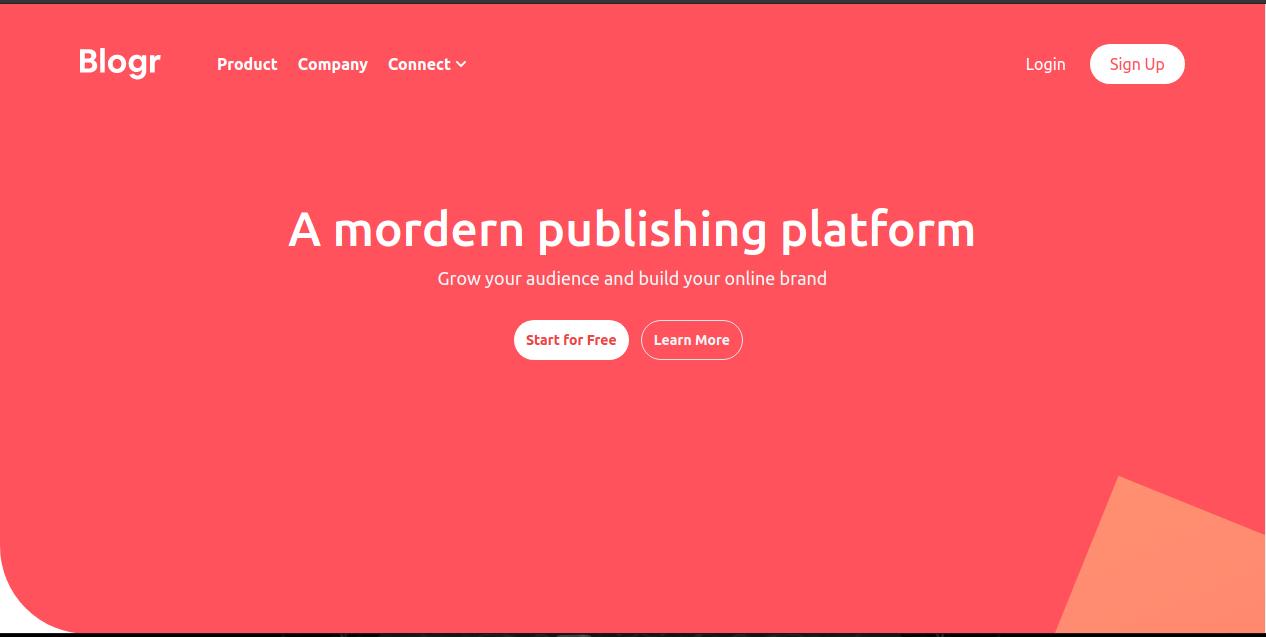 Blogr Product Company Connect Login Sign Up
A mordern publishing platform
Grow your audience and build your online brand
Start for Free Learn More